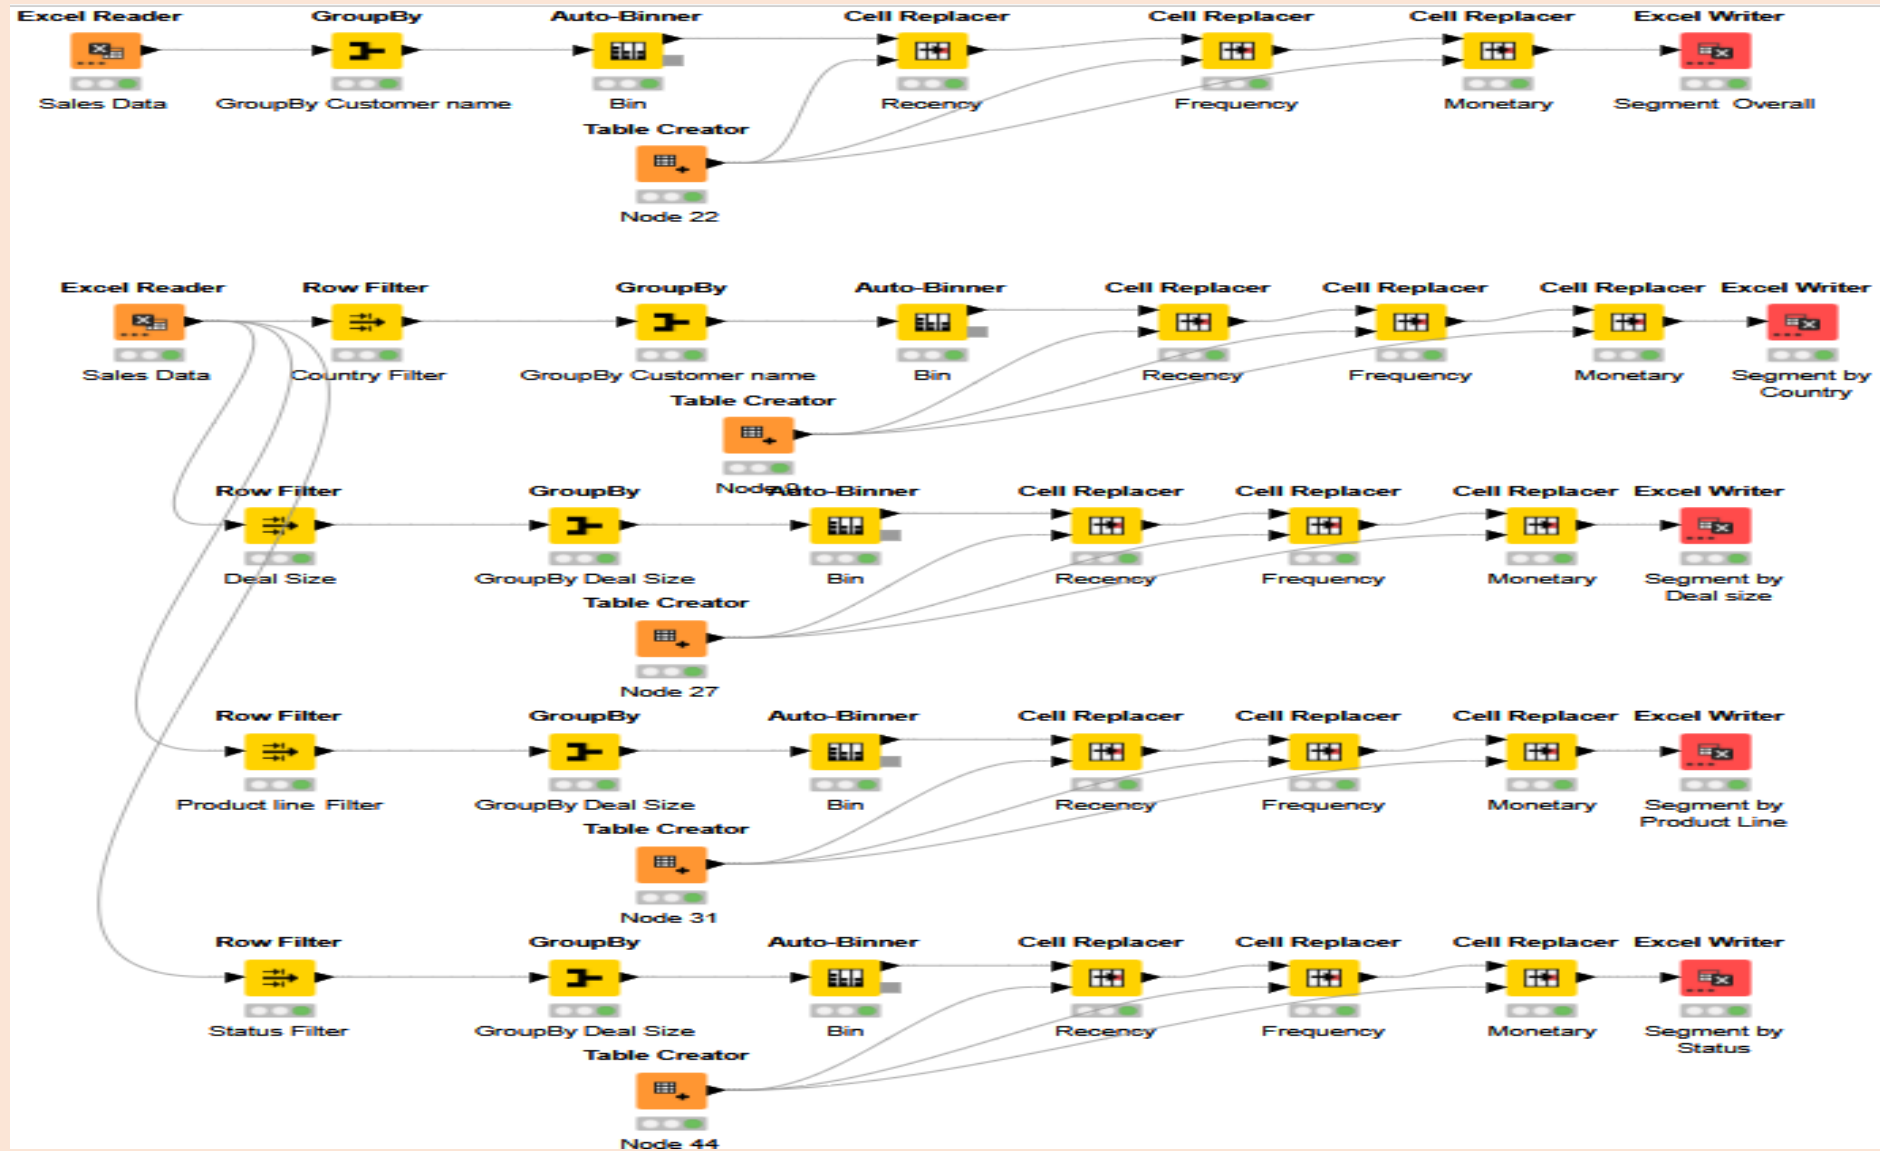 Excel Reader GroupBy Auto-Binner Cell Replacer Cell Replacer Cell Replacer Excel Writer
Sales Data GroupBy Customer name Bin Recency Frequency Monetary Segment Overall
Table Creator
Node 22
Excel Reader Row Filter GroupBy Auto-Binner Cell Replacer Cell Replacer Cell Replacer Excel Writer
Sales Data Country Filter GroupBy Customer name Bin Recency Frequency Monetary Segment by
Country
Table Creator
Node
Row Filter GroupBy Auto-Binner Cell Replacer Cell Replacer Cell Replacer Excel Writer
Deal Size GroupBy Deal Size Bin Recency Frequency Monetary Segment by
Deal size
Table Creator
Node 27
Row Filter GroupBy Auto-Binner Cell Replacer Cell Replacer Cell Replacer Excel Writer
Product line Filter GroupBy Deal Size Bin Recency Frequency Monetary Segment by
Product Line
Table Creator
Node 31
Row Filter GroupBy Auto-Binner Cell Replacer Cell Replacer Cell Replacer Excel Writer
Status Filter GroupBy Deal Size Bin Recency Frequency Monetary Segment by
Status
Table Creator
Node 44